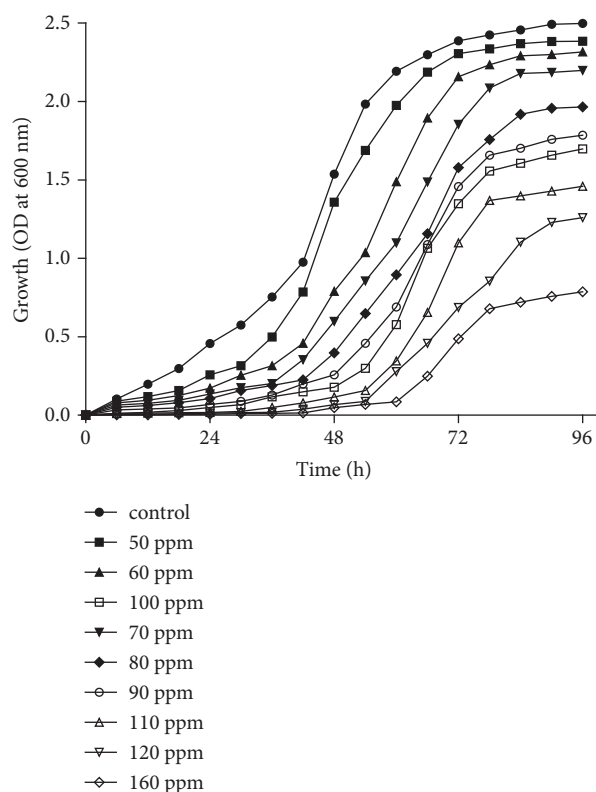 2.5
2.0
1.5
1.0
0.5
0.0
Growth (OD at 600 nm)
0
24
48
72
96
Time (h)
control
50 ppm
60 ppm
100 ppm
70 ppm
80 ppm
90 ppm
110 ppm
120 ppm
160 ppm